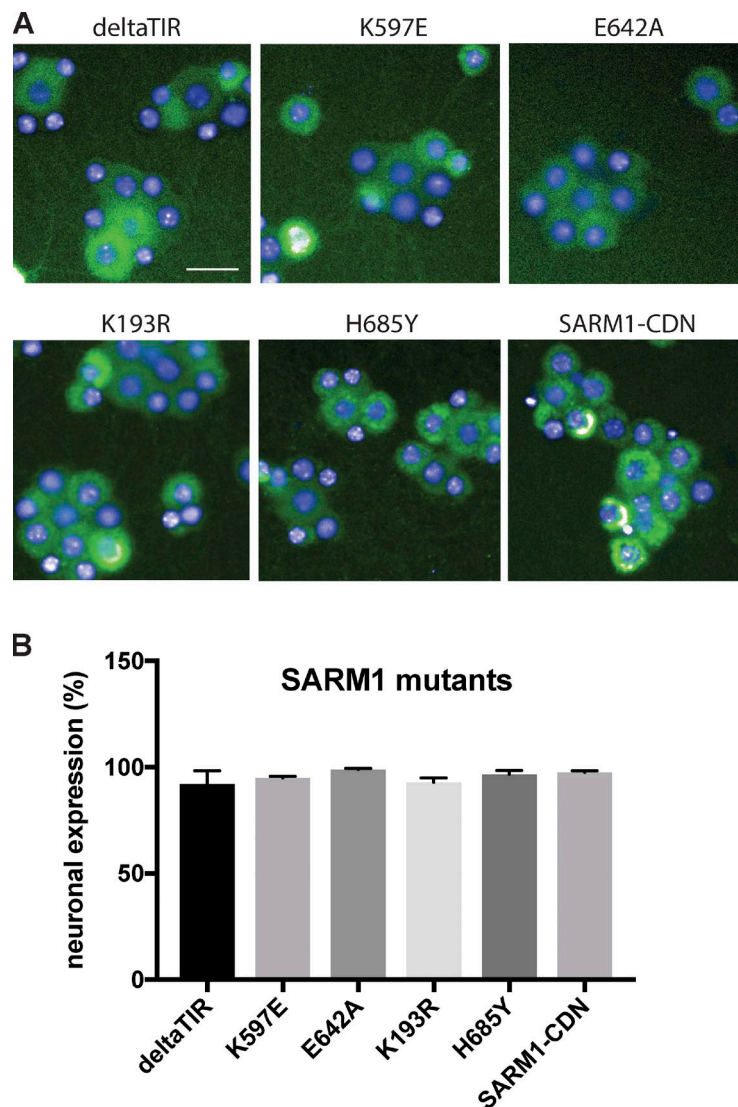 A
deltaTIR K597E E642A
K193R H685Y SARM1-CDN
B
SARM1 mutants
neuronal expression (%)
150
100
50
0
deltaTIR K597E E642A K193R H685Y SARM1-CDN